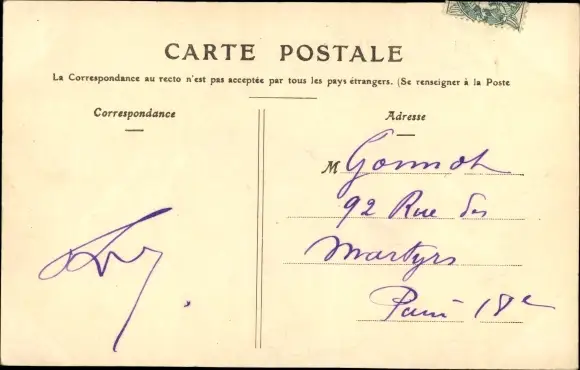 CARTE POSTALE
La Correspondance au recto n'est pas acceptée par tous les pays étrangers. (Se renseigner à la Poste
Correspondance
Adresse
M Gonnot
92 Rue des
Martyrs
Paris 18e